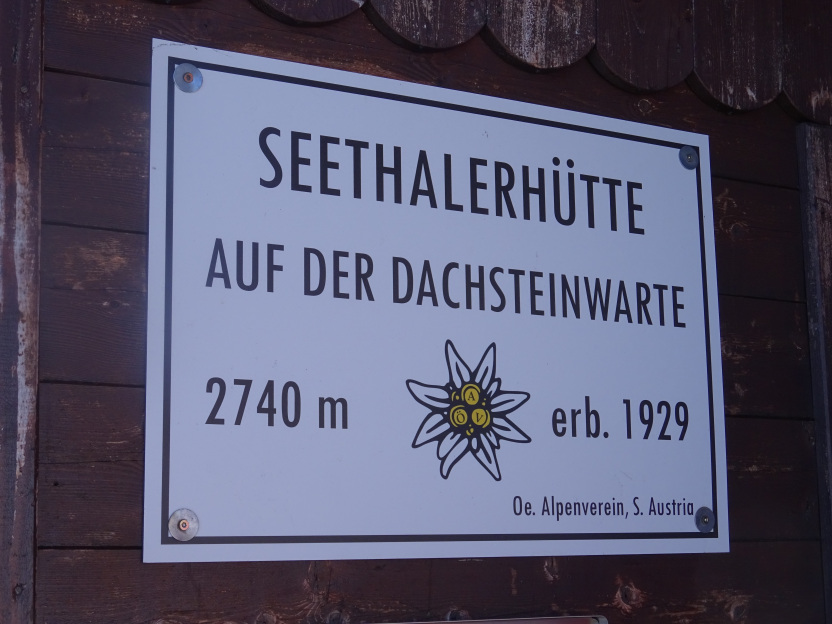 SEETHALERHÜTTE
AUF DER DACHSTEINWARTE
2740 m
A
Ö V
erb. 1929
Oe. Alpenverein, S. Austria